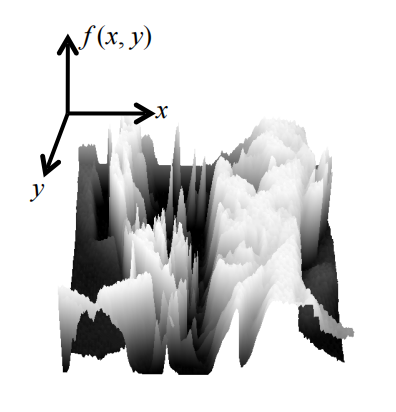 f (x, y)
x
y